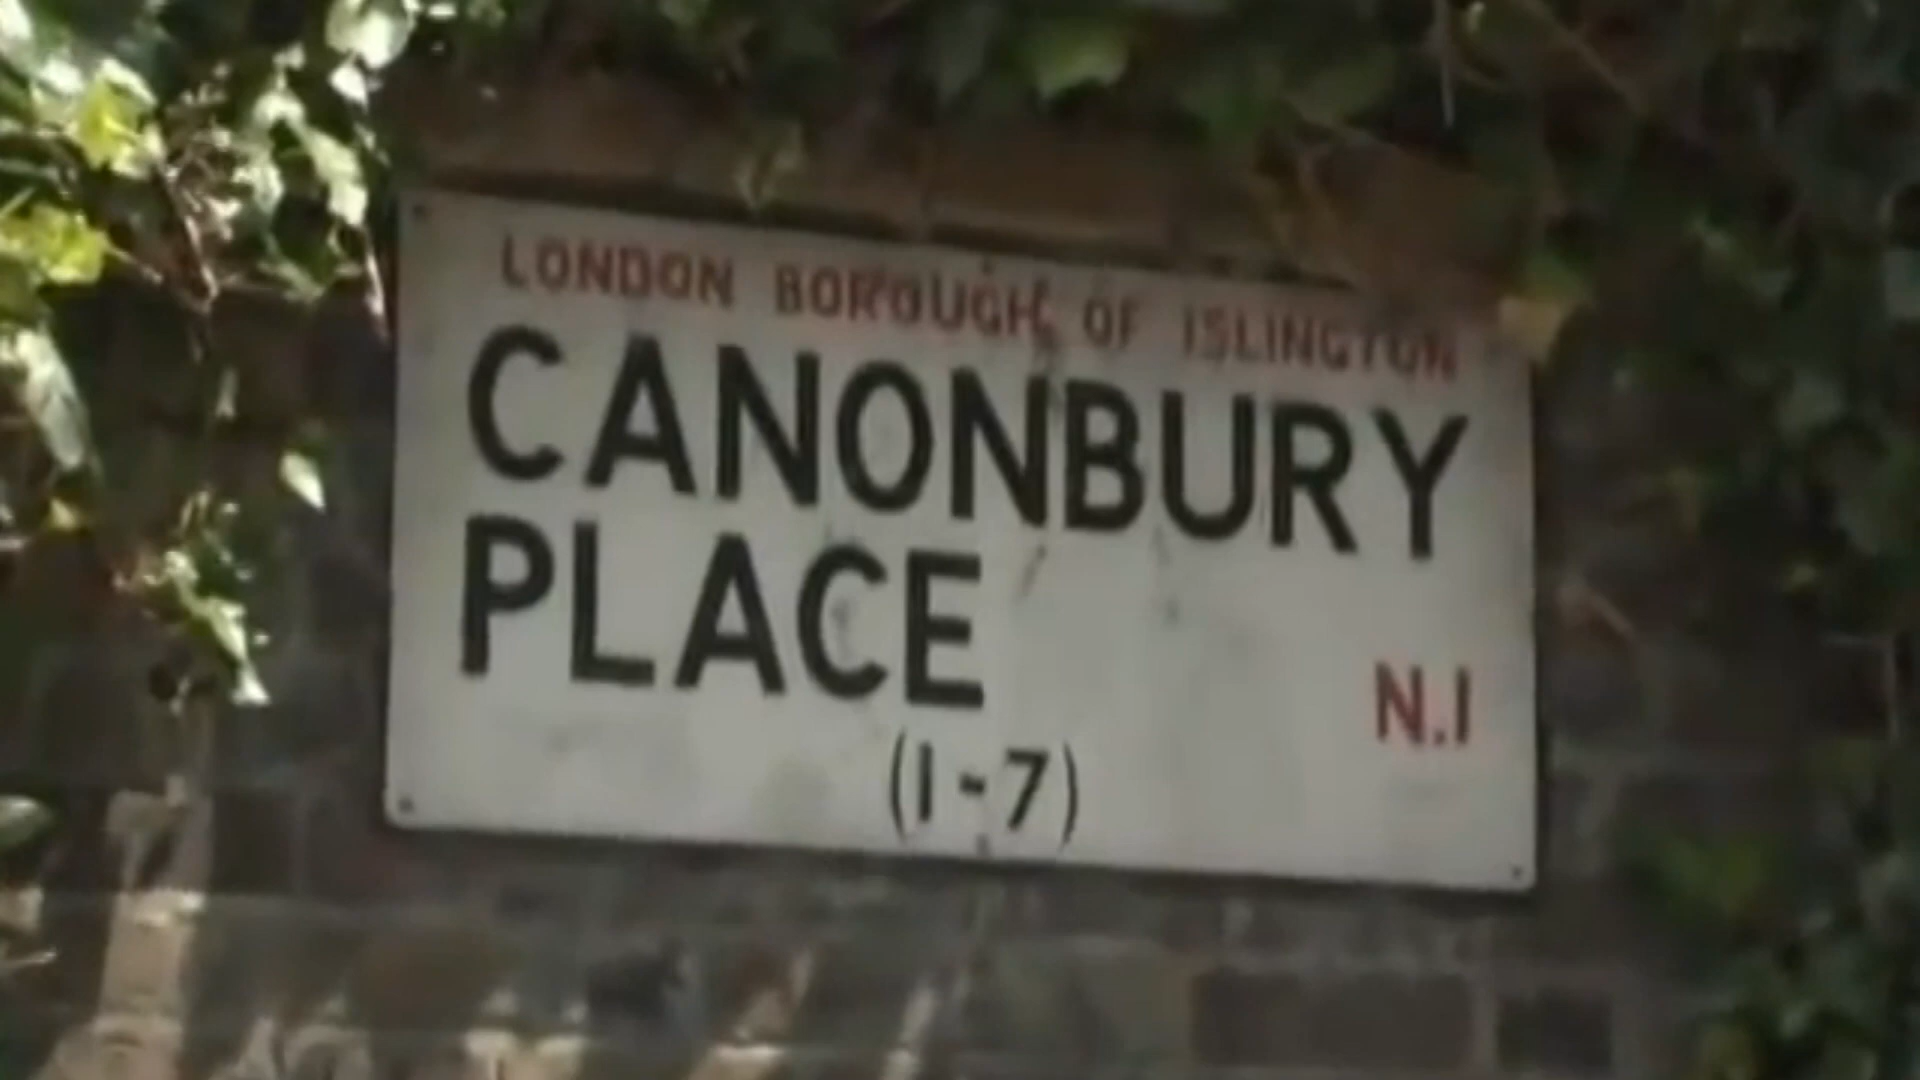 LONDON BOROUGH OF ISLINGTON
CANONBURY
PLACE
N.1
(1-7)